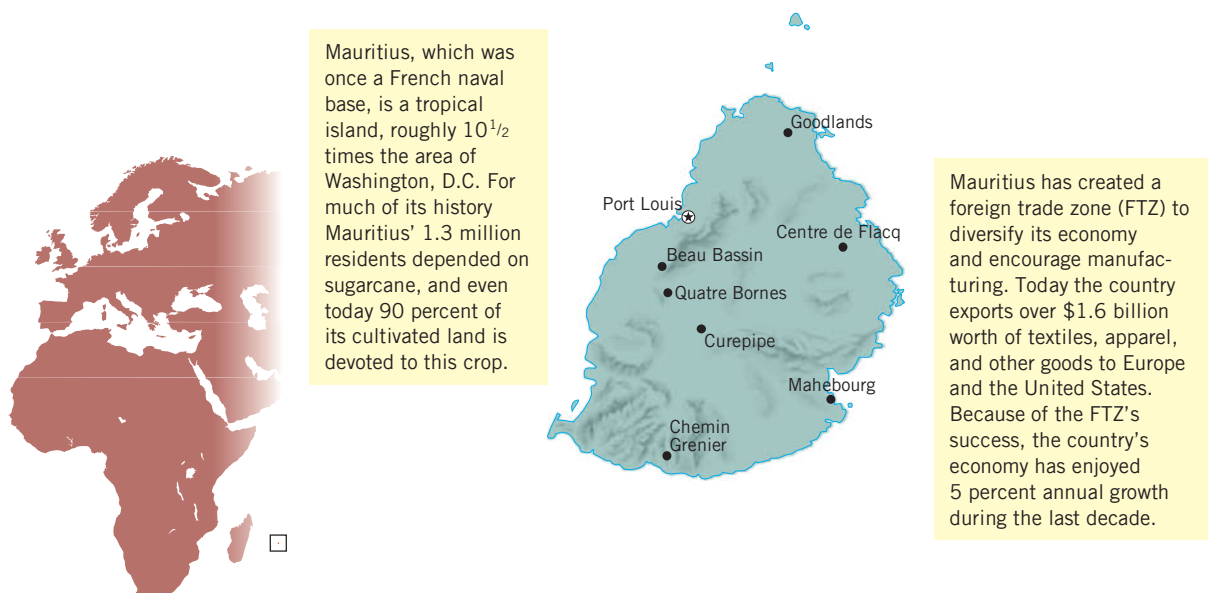 Mauritius, which was
once a French naval
base, is a tropical
island, roughly 10 1/2
times the area of
Washington, D.C. For
much of its history
Mauritius' 1.3 million
residents depended on
sugarcane, and even
today 90 percent of
its cultivated land is
devoted to this crop.
Goodlands
Port Louis
Centre de Flacq
Beau Bassin
Quatre Bornes
Curepipe
Mahebourg
Chemin
Grenier
Mauritius has created a
foreign trade zone (FTZ) to
diversify its economy
and encourage manufac-
turing. Today the country
exports over $1.6 billion
worth of textiles, apparel,
and other goods to Europe
and the United States.
Because of the FTZ's
success, the country's
economy has enjoyed
5 percent annual growth
during the last decade.